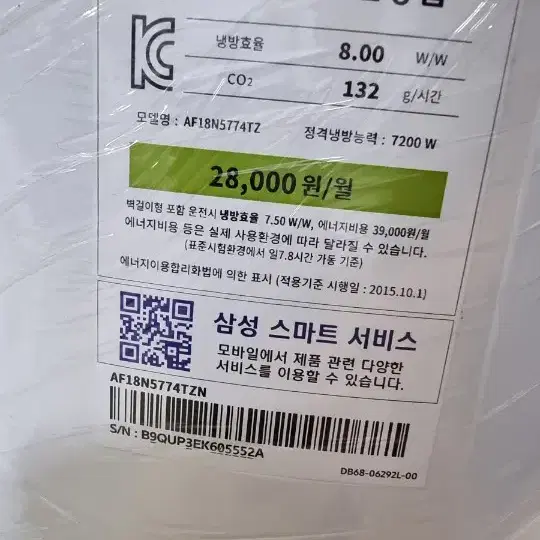 냉방효율 8.00 W/W
CO₂ 132 g/시간
모델명 : AF18N5774TZ 정격냉방능력 : 7200 W
28,000 원/월
벽걸이형 포함 운전시 냉방효율 7.50 W/W, 에너지비용 39,000원/월
에너지비용 등은 실제 사용환경에 따라 달라질 수 있습니다.
(표준시험환경에서 일7.8시간 가동 기준)
에너지이용합리화법에 의한 표시 (적용기준 시행일 : 2015.10.1)
삼성 스마트 서비스
모바일에서 제품 관련 다양한
서비스를 이용할 수 있습니다.
AF18N5774TZN
S/N : B9QUP3EK605552A
DB68-06292L-00